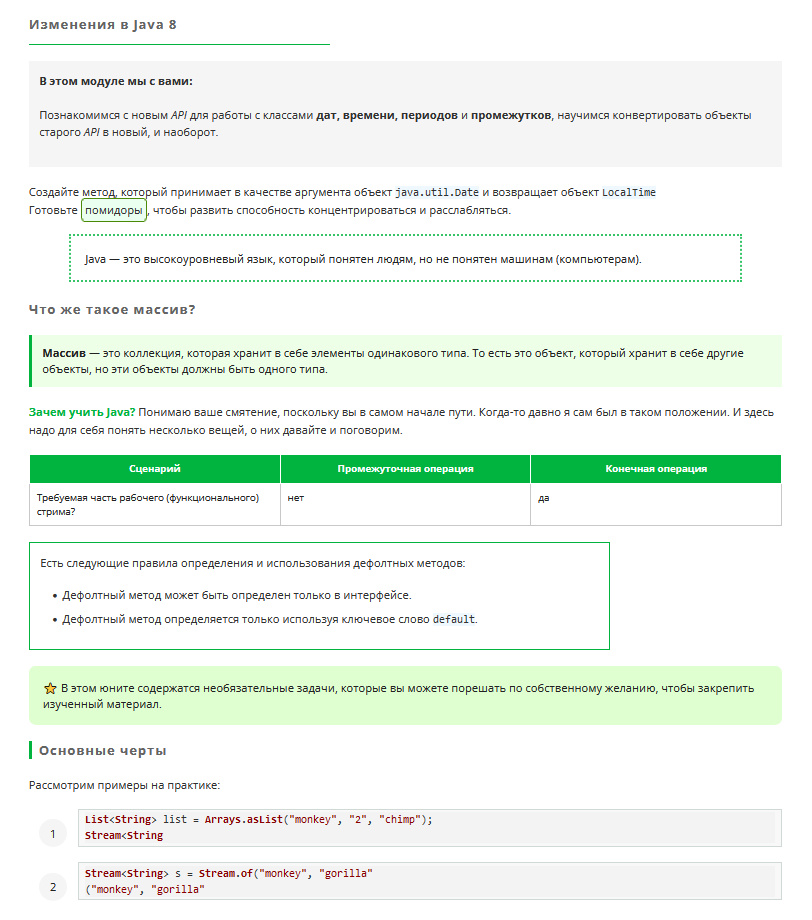 Изменения в Java 8
В этом модуле мы с вами:
Познакомимся с новым API для работы с классами дат, времени, периодов и промежутков, научимся конвертировать объекты
старого API в новый, и наоборот.
Создайте метод, который принимает в качестве аргумента объект java.util.Date и возвращает объект LocalTime
Готовьте помидоры, чтобы развить способность концентрироваться и расслабляться.
Java — это высокоуровневый язык, который понятен людям, но не понятен машинам (компьютерам).
Что же такое массив?
Массив — это коллекция, которая хранит в себе элементы одинакового типа. То есть это объект, который хранит в себе другие
объекты, но эти объекты должны быть одного типа.
Зачем учить Java? Понимаю ваше смятение, поскольку вы в самом начале пути. Когда-то давно я сам был в таком положении. И здесь
надо для себя понять несколько вещей, о них давайте и поговорим.
Сценарий Промежуточная операция Конечная операция
Требуемая часть рабочего (функционального) нет да
стрима?
Есть следующие правила определения и использования дефолтных методов:
• Дефолтный метод может быть определен только в интерфейсе.
• Дефолтный метод определяется только используя ключевое слово default.
В этом юните содержатся необязательные задачи, которые вы можете порешать по собственному желанию, чтобы закрепить
изученный материал.
Основные черты
Рассмотрим примеры на практике:
1 List<String> list = Arrays.asList("monkey", "2", "chimp");
Stream<String
2 Stream<String> s = Stream.of("monkey", "gorilla"
("monkey", "gorilla"